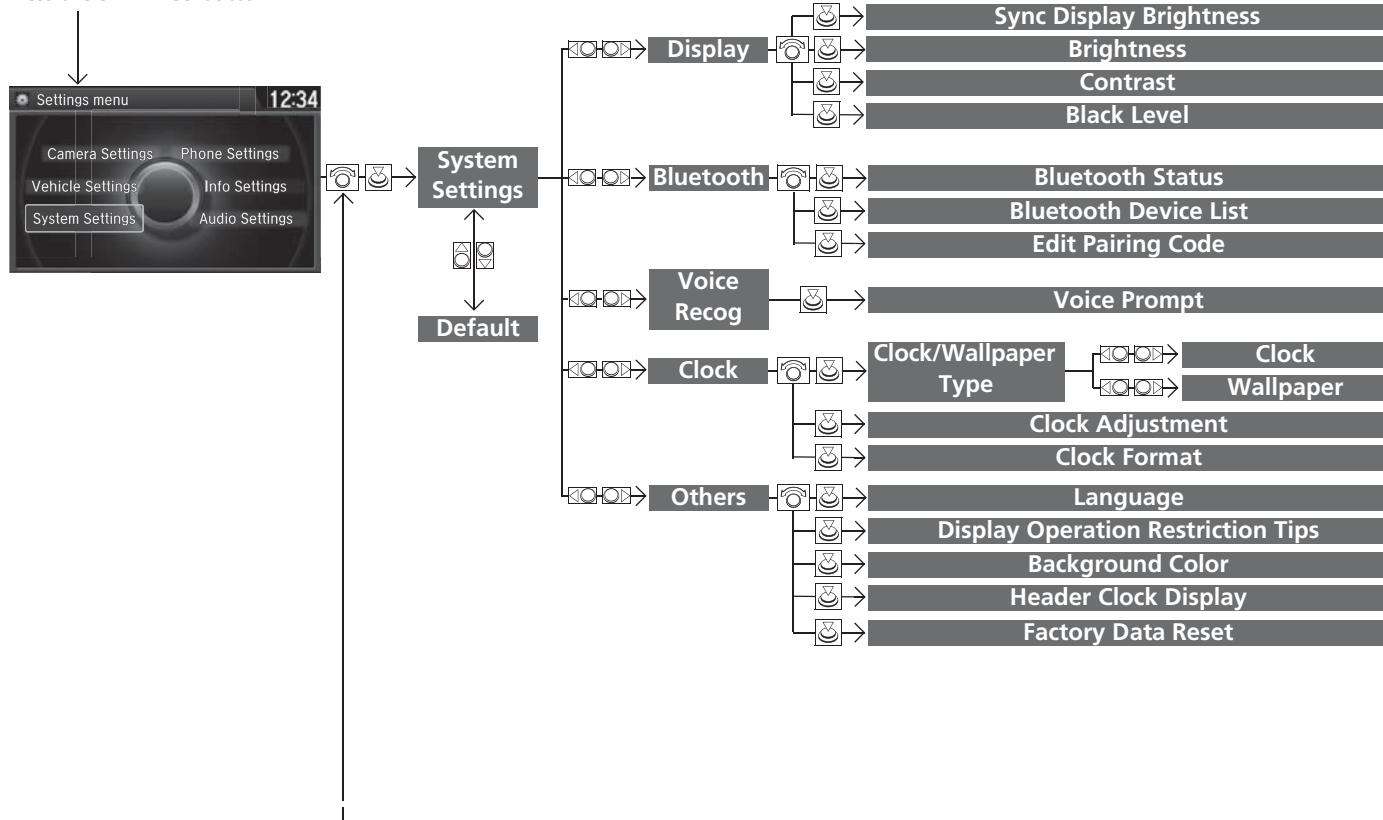 Settings menu
12:34
Camera Settings
Phone Settings
Vehicle Settings
Info Settings
System Settings
Audio Settings
System
Settings
Default
Display
Sync Display Brightness
Brightness
Contrast
Black Level
Bluetooth
Bluetooth Status
Bluetooth Device List
Edit Pairing Code
Voice
Recog
Voice Prompt
Clock
Clock/Wallpaper
Type
Clock
Wallpaper
Clock Adjustment
Clock Format
Others
Language
Display Operation Restriction Tips
Background Color
Header Clock Display
Factory Data Reset